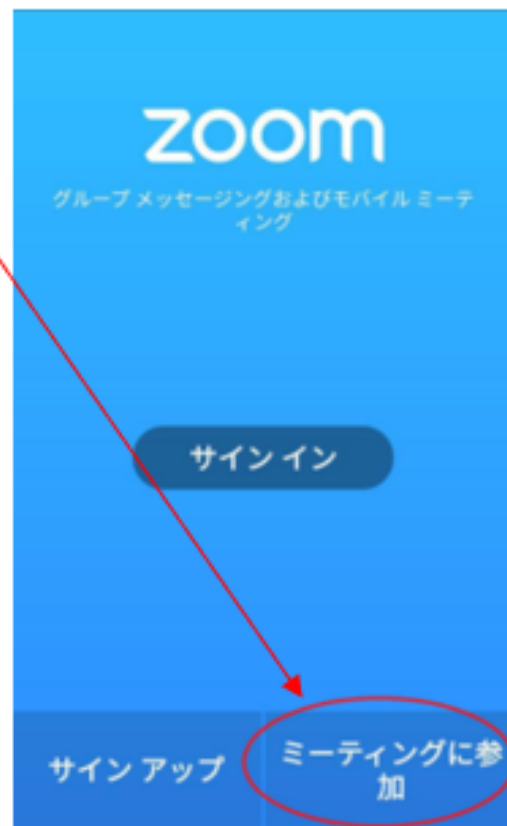 zoom
グループ メッセージングおよびモバイル ミーテ
ィング
サイン イン
サイン アップ
ミーティングに参
加